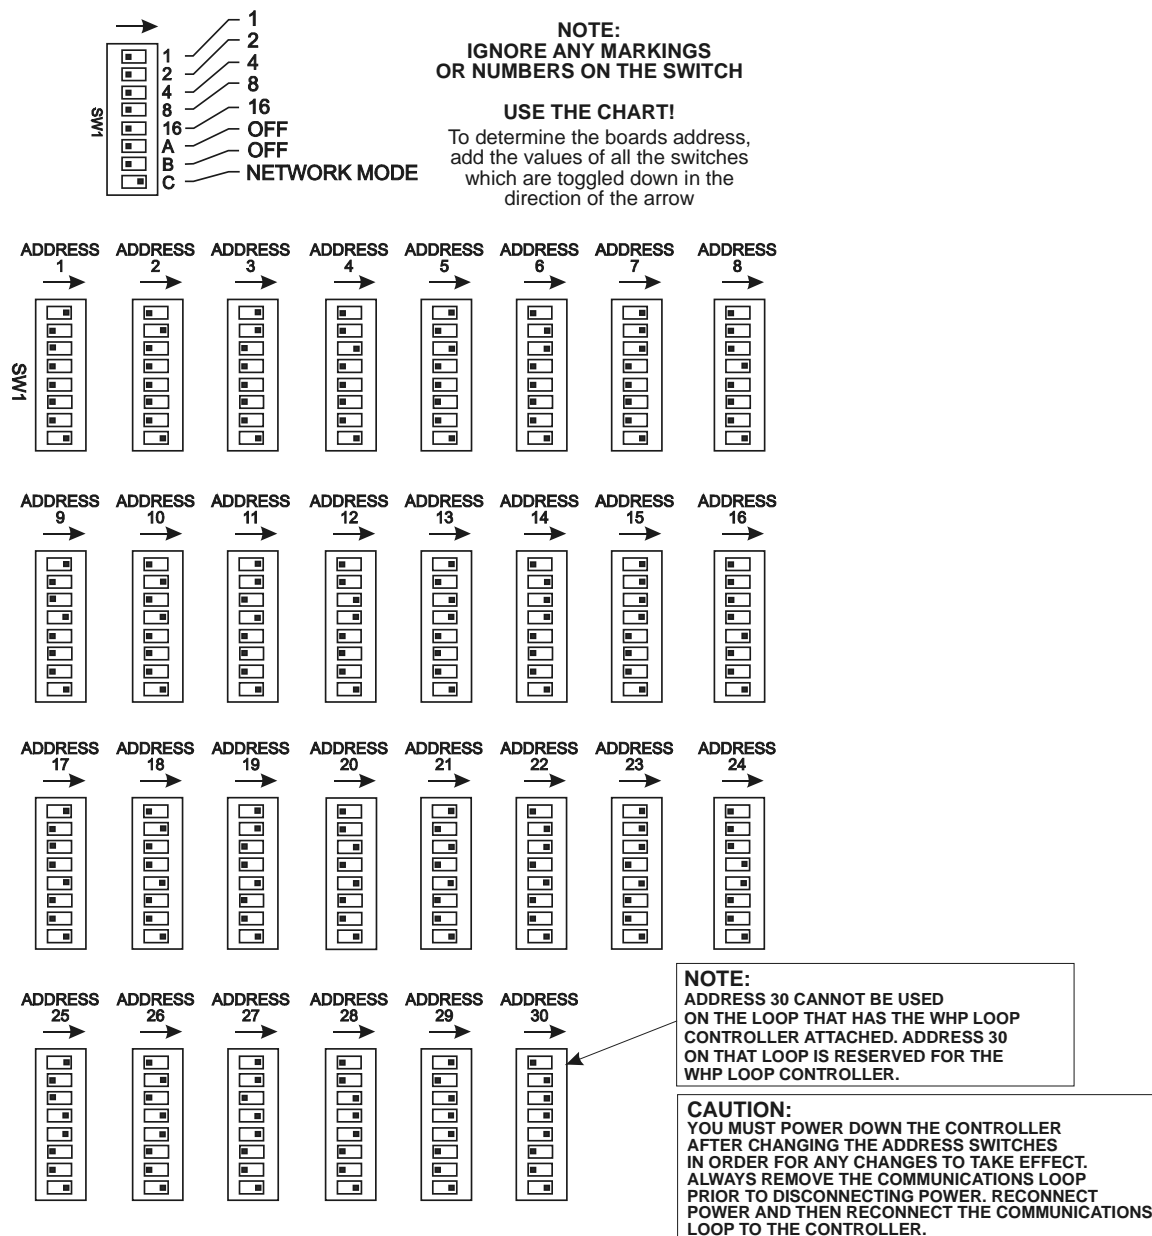 1
2
4
8
16
A
B
C
SW1
1
2
4
8
16
OFF
OFF
NETWORK MODE
NOTE:
IGNORE ANY MARKINGS
OR NUMBERS ON THE SWITCH
USE THE CHART!
To determine the boards address,
add the values of all the switches
which are toggled down in the
direction of the arrow
ADDRESS ADDRESS ADDRESS ADDRESS ADDRESS ADDRESS ADDRESS ADDRESS
1 2 3 4 5 6 7 8
SW1
ADDRESS ADDRESS ADDRESS ADDRESS ADDRESS ADDRESS ADDRESS ADDRESS
9 10 11 12 13 14 15 16
ADDRESS ADDRESS ADDRESS ADDRESS ADDRESS ADDRESS ADDRESS ADDRESS
17 18 19 20 21 22 23 24
ADDRESS ADDRESS ADDRESS ADDRESS ADDRESS ADDRESS
25 26 27 28 29 30
NOTE:
ADDRESS 30 CANNOT BE USED
ON THE LOOP THAT HAS THE WHP LOOP
CONTROLLER ATTACHED. ADDRESS 30
ON THAT LOOP IS RESERVED FOR THE
WHP LOOP CONTROLLER.
CAUTION:
YOU MUST POWER DOWN THE CONTROLLER
AFTER CHANGING THE ADDRESS SWITCHES
IN ORDER FOR ANY CHANGES TO TAKE EFFECT.
ALWAYS REMOVE THE COMMUNICATIONS LOOP
PRIOR TO DISCONNECTING POWER. RECONNECT
POWER AND THEN RECONNECT THE COMMUNICATIONS
LOOP TO THE CONTROLLER.